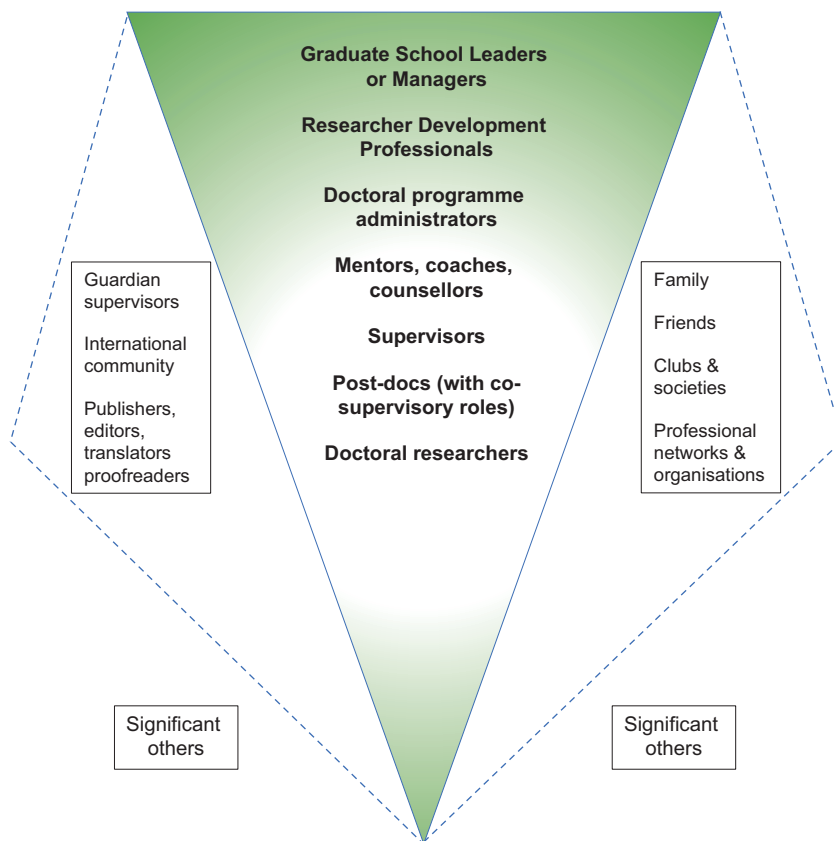 Graduate School Leaders
or Managers
Researcher Development
Professionals
Doctoral programme
administrators
Mentors, coaches,
counsellors
Supervisors
Post-docs (with co-
supervisory roles)
Doctoral researchers
Guardian
supervisors
International
community
Publishers,
editors,
translators
proofreaders
Family
Friends
Clubs &
societies
Professional
networks &
organisations
Significant
others
Significant
others